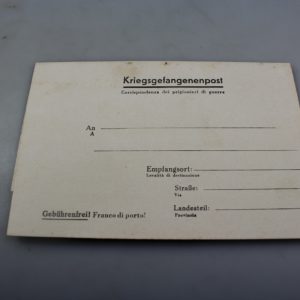 Kriegsgefangenenpost
Corrispondenza dei prigionieri di guerra
An
A
Empfangsort:
Località di destinazione
Straße:
Via
Landesteil:
Provincia
Gebührenfrei! Franco di porto!